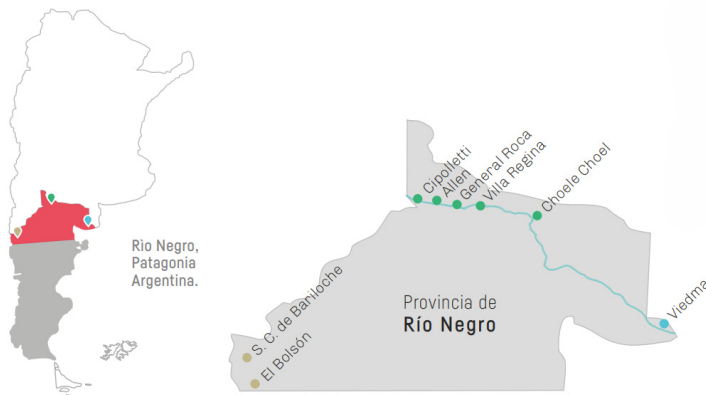 Rìo Negro,
Patagonia
Argentina.
Cipolletti
Allen
General Roca
Villa Regina
Choele Choel
Viedma
Provincia de
Río Negro
S. C. de Bariloche
El Bolsón